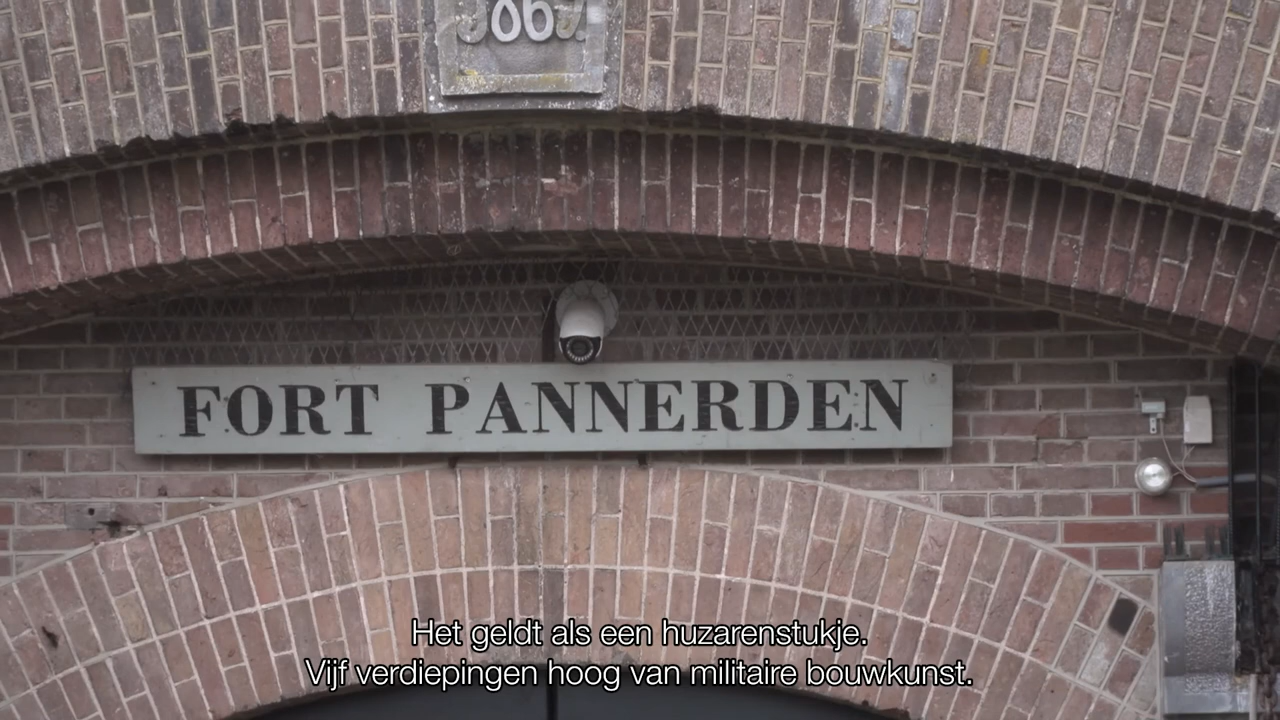 FORT PANNERDEN
Het geldt als een huzarenstukje.
Vijf verdiepingen hoog van militaire bouwkunst.